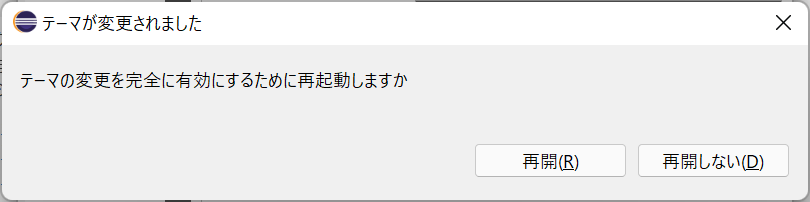 テーマが変更されました
テーマの変更を完全に有効にするために再起動しますか
再開(R)
再開しない(D)